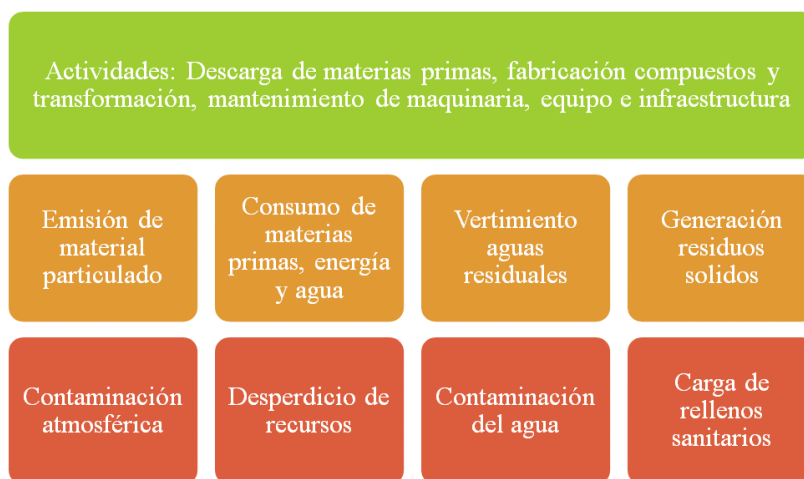 Actividades: Descarga de materias primas, fabricación compuestos y
transformación, mantenimiento de maquinaria, equipo e infraestructura
Emisión de
material
particulado
Consumo de
materias
primas, energía
y agua
Vertimiento
aguas
residuales
Generación
residuos
solidos
Contaminación
atmosférica
Desperdicio de
recursos
Contaminación
del agua
Carga de
rellenos
sanitarios